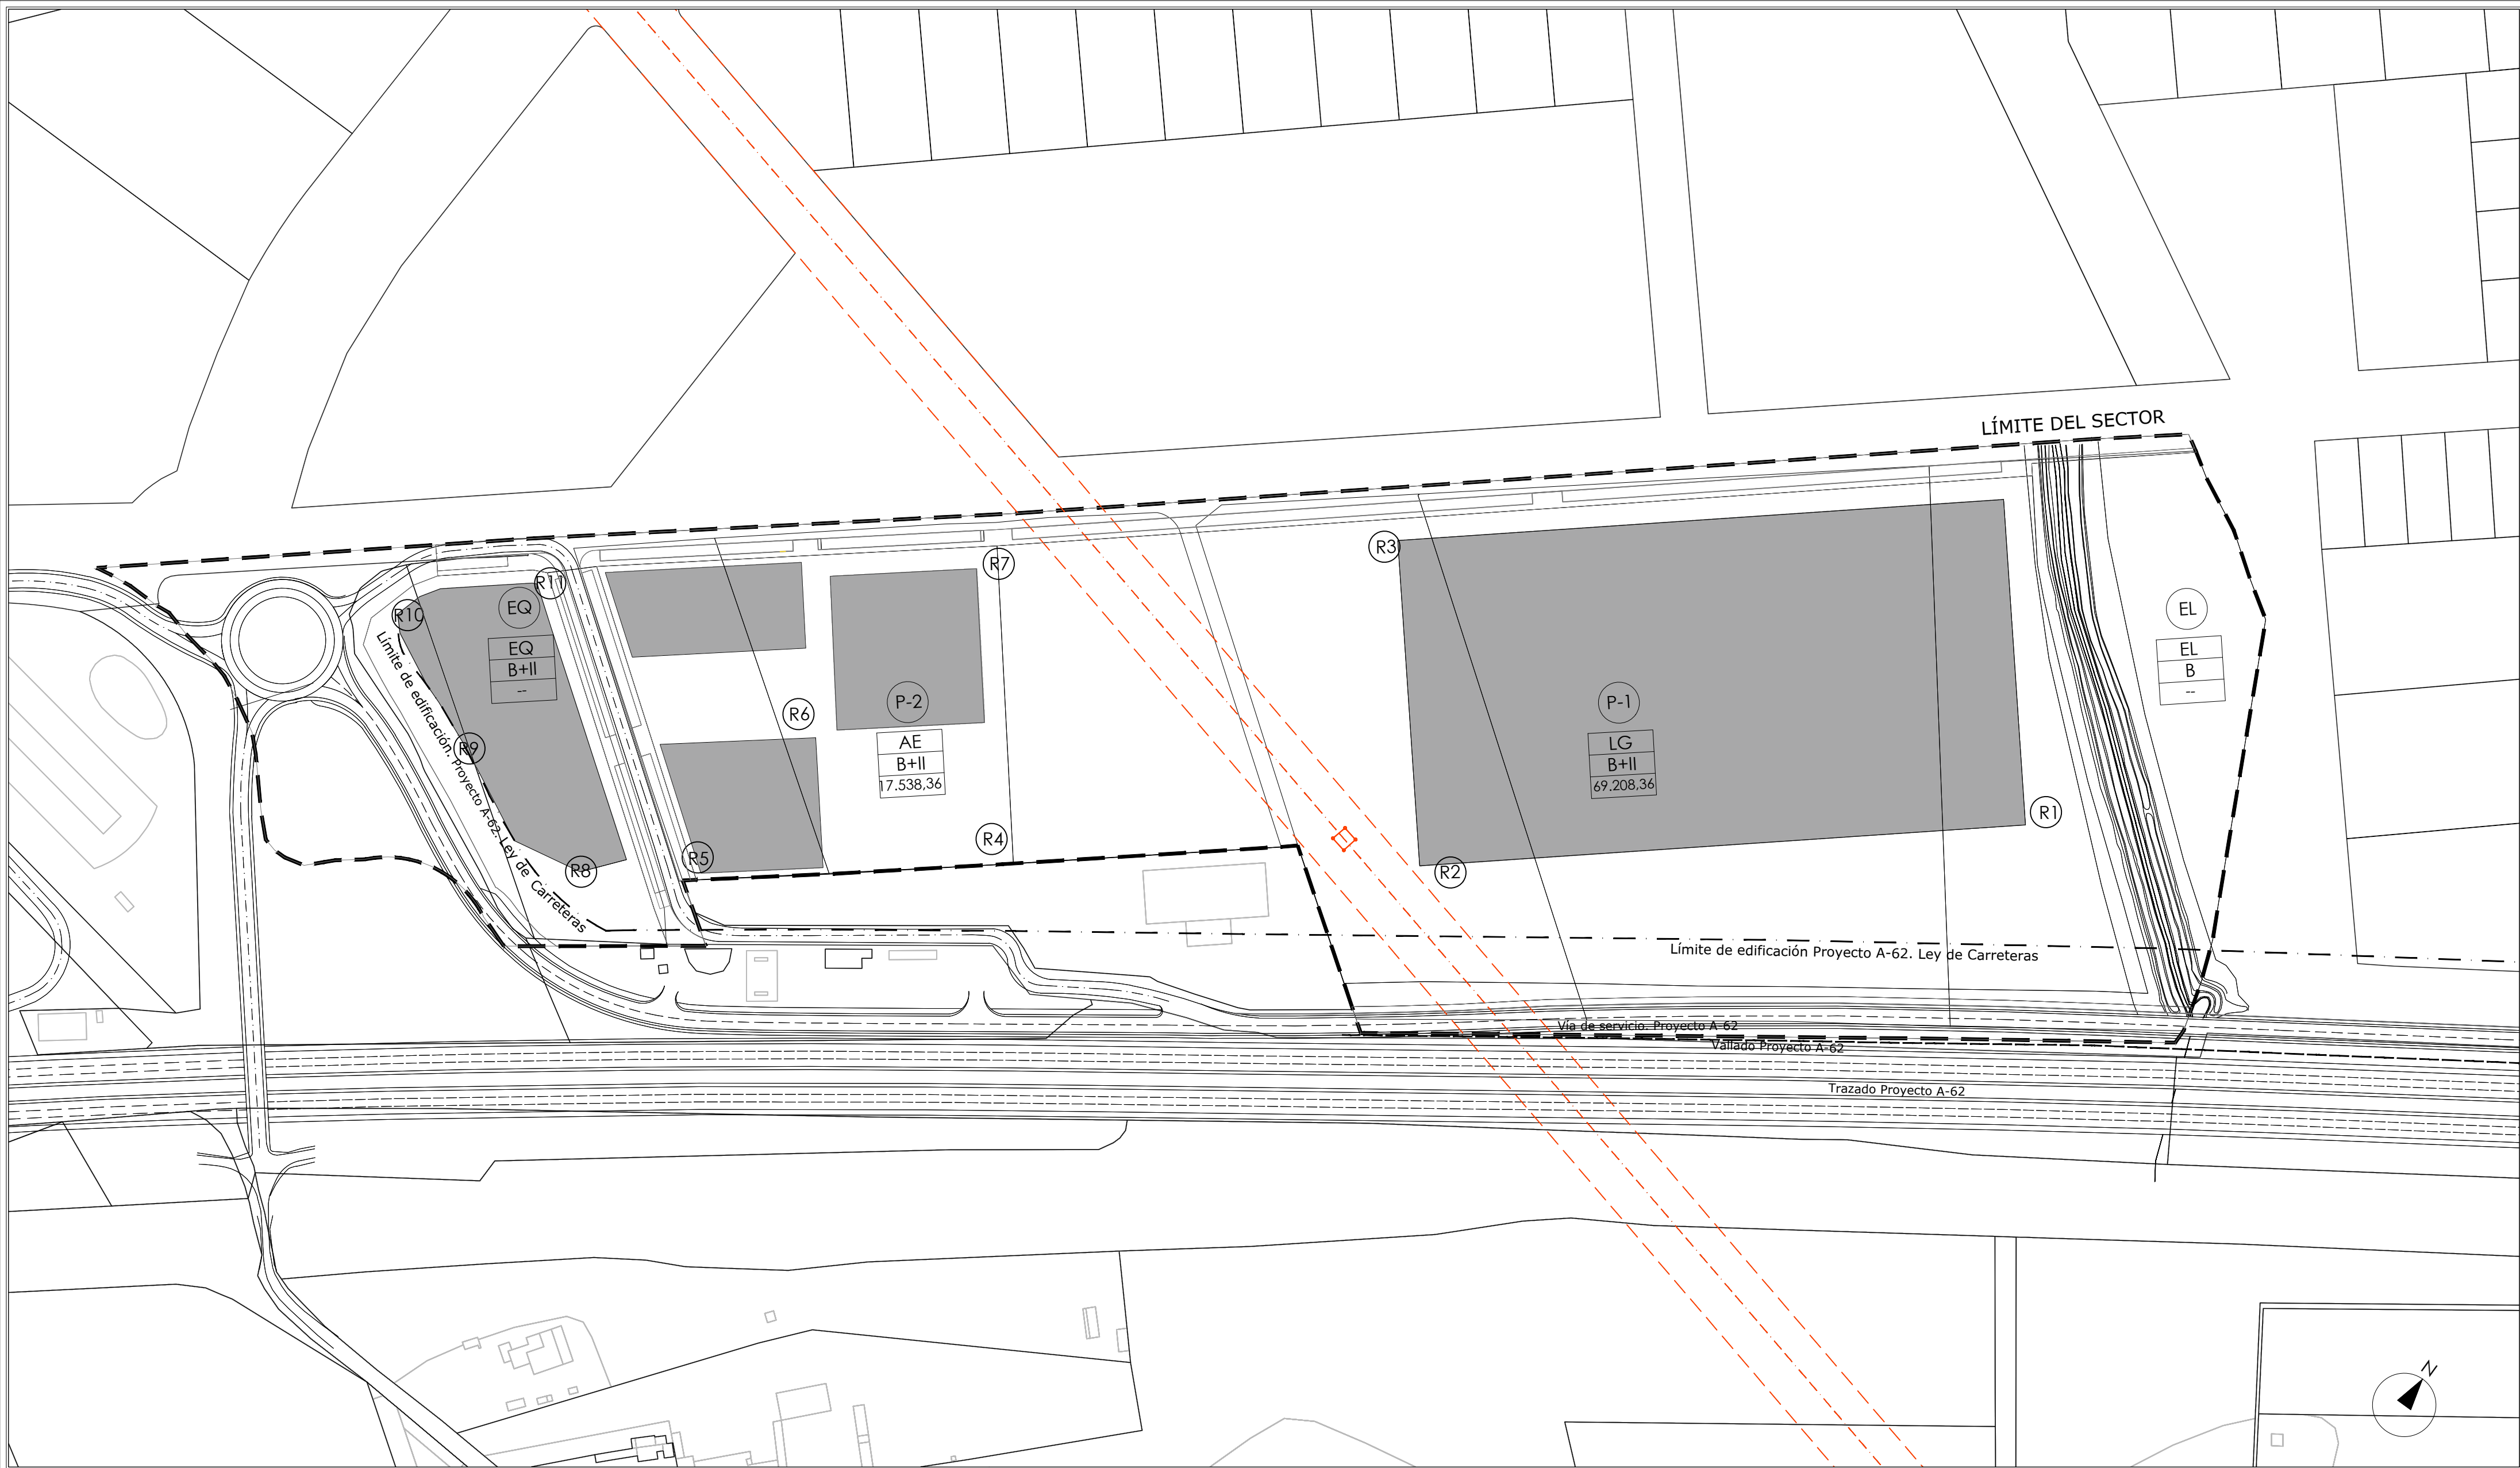 LÍMITE DEL SECTOR
R3
R7
R11
R10
EQ
EQ
B+II
--
EL
EL
B
--
P-2
AE
B+II
17.538,36
P-1
LG
B+II
69.208,36
R6
R9
R1
R4
R5
R8
R2
Límite de edificación. Proyecto A-62. Ley de Carreteras
Límite de edificación Proyecto A-62. Ley de Carreteras
Vía de servicio. Proyecto A-62
Vallado Proyecto A-62
Trazado Proyecto A-62
N